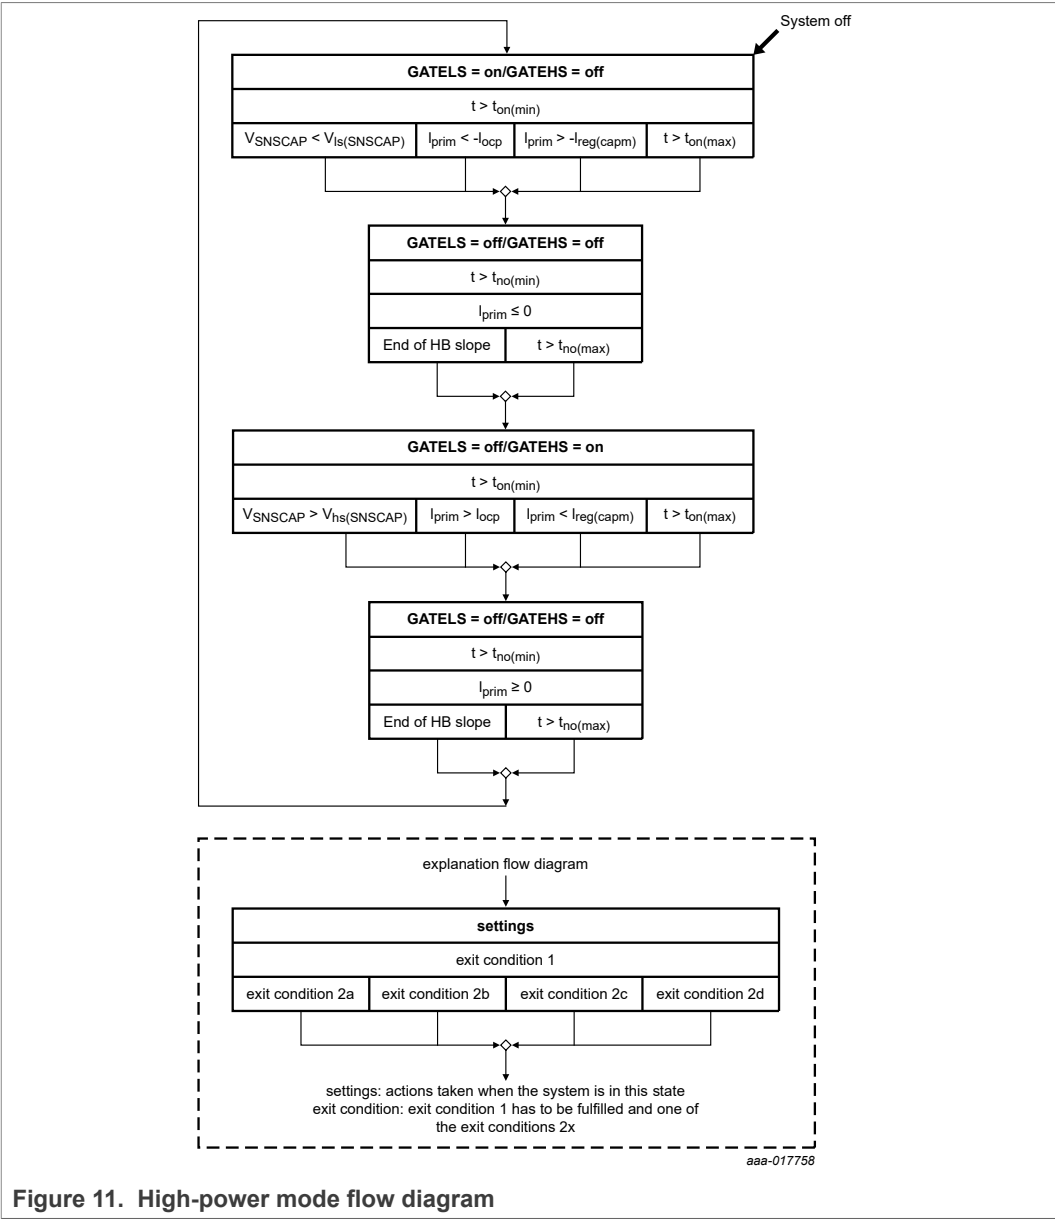 System off
GATELS = on/GATEHS = off
t > ton(min)
VSNSCAP < Vls(SNSCAP)
Iprim < -Iocp
Iprim > -Ireg(capm)
t > ton(max)
GATELS = off/GATEHS = off
t > tno(min)
Iprim ≤ 0
End of HB slope
t > tno(max)
GATELS = off/GATEHS = on
t > ton(min)
VSNSCAP > Vhs(SNSCAP)
Iprim > Iocp
Iprim < Ireg(capm)
t > ton(max)
GATELS = off/GATEHS = off
t > tno(min)
Iprim ≥ 0
End of HB slope
t > tno(max)
explanation flow diagram
settings
exit condition 1
exit condition 2a
exit condition 2b
exit condition 2c
exit condition 2d
settings: actions taken when the system is in this state
exit condition: exit condition 1 has to be fulfilled and one of
the exit conditions 2x
aaa-017758
Figure 11. High-power mode flow diagram